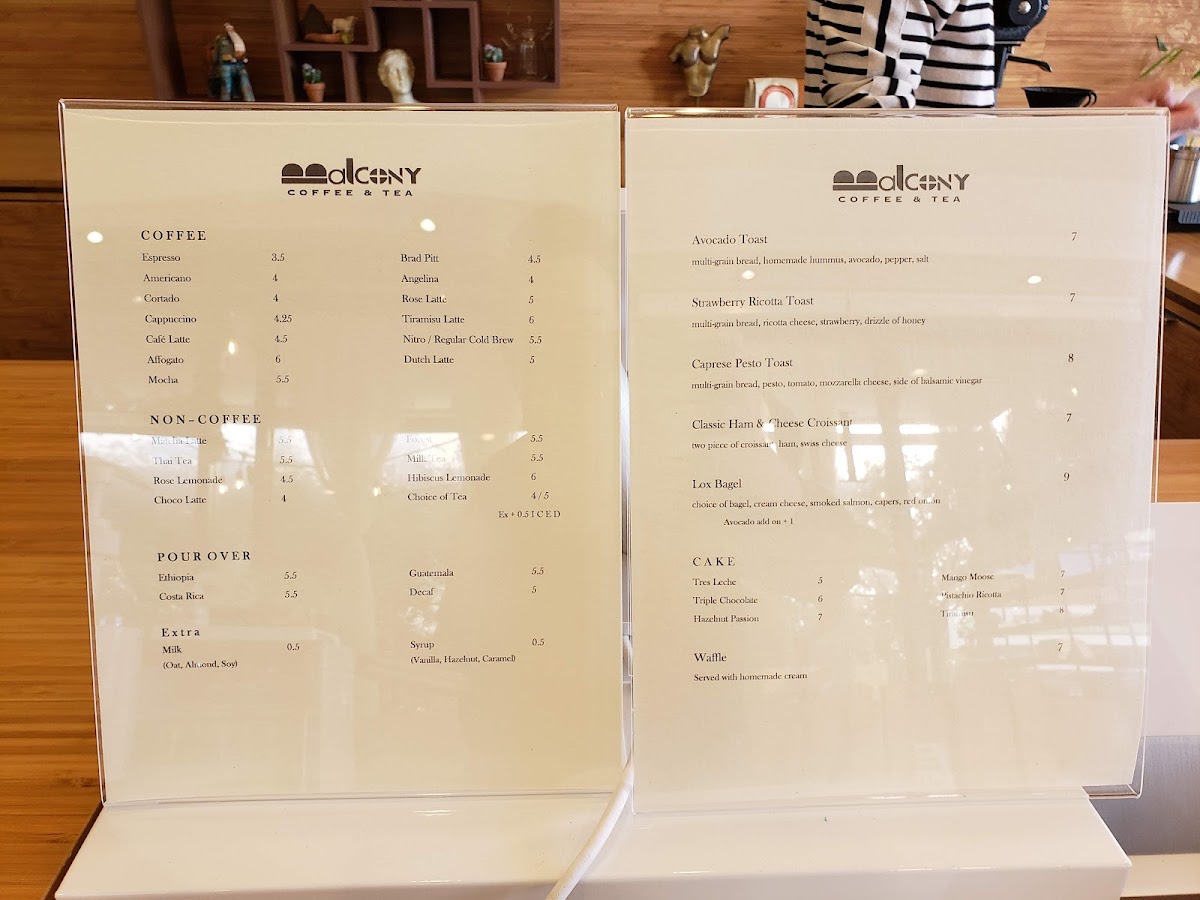 Balcony
COFFEE & TEA
COFFEE
Espresso 3.5
Americano 4
Cortado 4
Cappuccino 4.25
Café Latte 4.5
Affogato 6
Mocha 5.5
Brad Pitt 4.5
Angelina 4
Rose Latte 5
Tiramisu Latte 6
Nitro / Regular Cold Brew 5.5
Dutch Latte 5
NON-COFFEE
Matcha Latte 5.5
Thai Tea 5.5
Rose Lemonade 4.5
Choco Latte 4
Forest 5.5
Milk Tea 5.5
Hibiscus Lemonade 6
Choice of Tea 4 / 5
Ex + 0.5 ICED
POUR OVER
Ethiopia 5.5
Costa Rica 5.5
Guatemala 5.5
Decaf 5
Extra
Milk 0.5
(Oat, Almond, Soy)
Syrup 0.5
(Vanilla, Hazelnut, Caramel)
Balcony
COFFEE & TEA
Avocado Toast 7
multi-grain bread, homemade hummus, avocado, pepper, salt
Strawberry Ricotta Toast 7
multi-grain bread, ricotta cheese, strawberry, drizzle of honey
Caprese Pesto Toast 8
multi-grain bread, pesto, tomato, mozzarella cheese, side of balsamic vinegar
Classic Ham & Cheese Croissant 7
two piece of croissant, ham, swiss cheese
Lox Bagel 9
choice of bagel, cream cheese, smoked salmon, capers, red onion
Avocado add on + 1
CAKE
Tres Leche 5
Triple Chocolate 6
Hazelnut Passion 7
Mango Moose 7
Pistachio Ricotta 7
Tiramisu 8
Waffle 7
Served with homemade cream